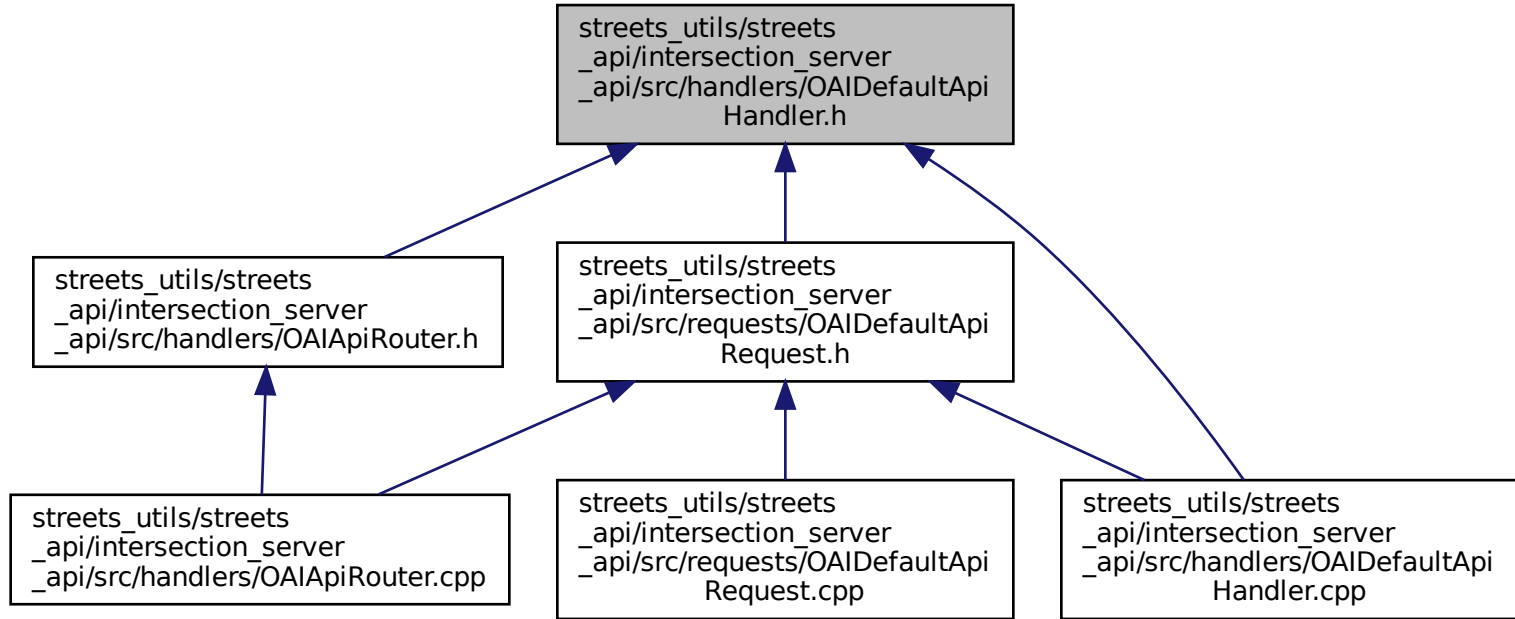 streets_utils/streets
_api/intersection_server
_api/src/handlers/OAIDefaultApi
Handler.h
streets_utils/streets
_api/intersection_server
_api/src/handlers/OAIApiRouter.h
streets_utils/streets
_api/intersection_server
_api/src/requests/OAIDefaultApi
Request.h
streets_utils/streets
_api/intersection_server
_api/src/handlers/OAIApiRouter.cpp
streets_utils/streets
_api/intersection_server
_api/src/requests/OAIDefaultApi
Request.cpp
streets_utils/streets
_api/intersection_server
_api/src/handlers/OAIDefaultApi
Handler.cpp